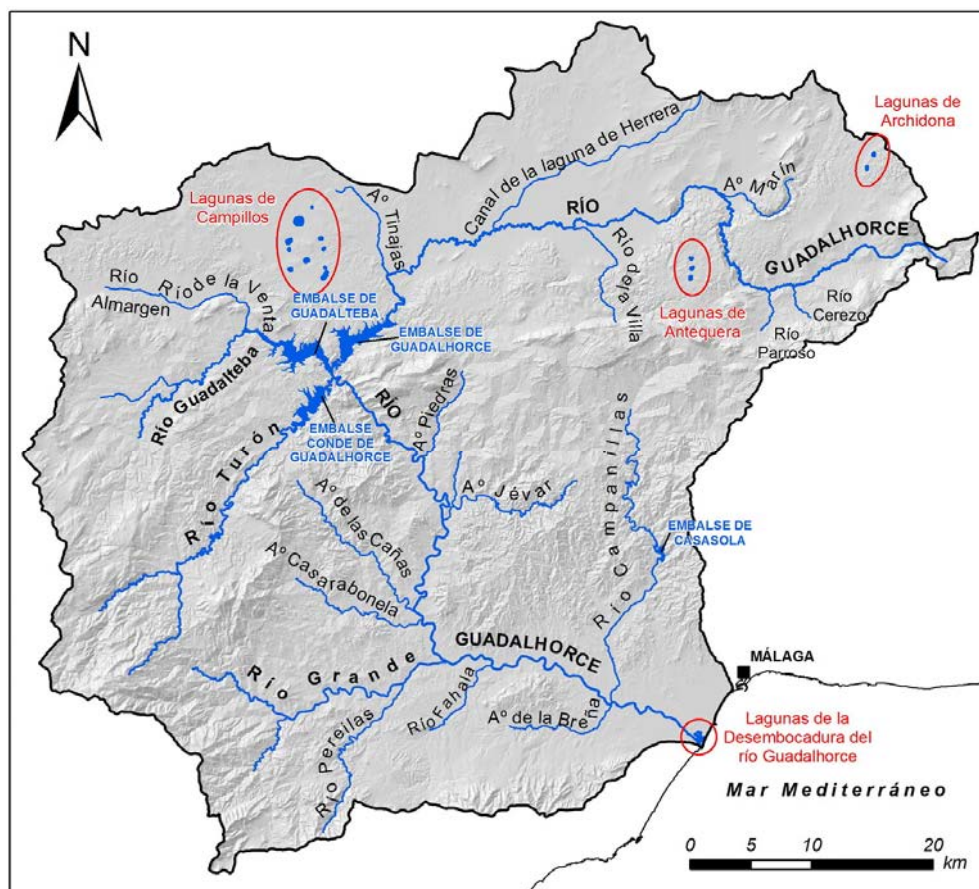 N
Lagunas de
Archidona
Canal de la laguna de Herrera
Aº Marín
Lagunas de
Campillos
Aº Tinajas
RÍO
GUADALHORCE
Río de la Villa
Lagunas de
Antequera
Río
Cerezo
Río
Parroso
Río
Almargen
Río de la Venta
EMBALSE DE
GUADALTEBA
EMBALSE DE
GUADALHORCE
Río Guadalteba
RÍO
Aº Piedras
EMBALSE
CONDE DE
GUADALHORCE
Río Turón
Aº Jévar
Río Campanillas
EMBALSE DE
CASASOLA
Aº de las Cañas
Aº Casarabonela
GUADALHORCE
Río Grande
MÁLAGA
Río Pereilas
Río Fahala
Aº de la Breña
Lagunas de la
Desembocadura del
río Guadalhorce
Mar Mediterráneo
0 5 10 20
km